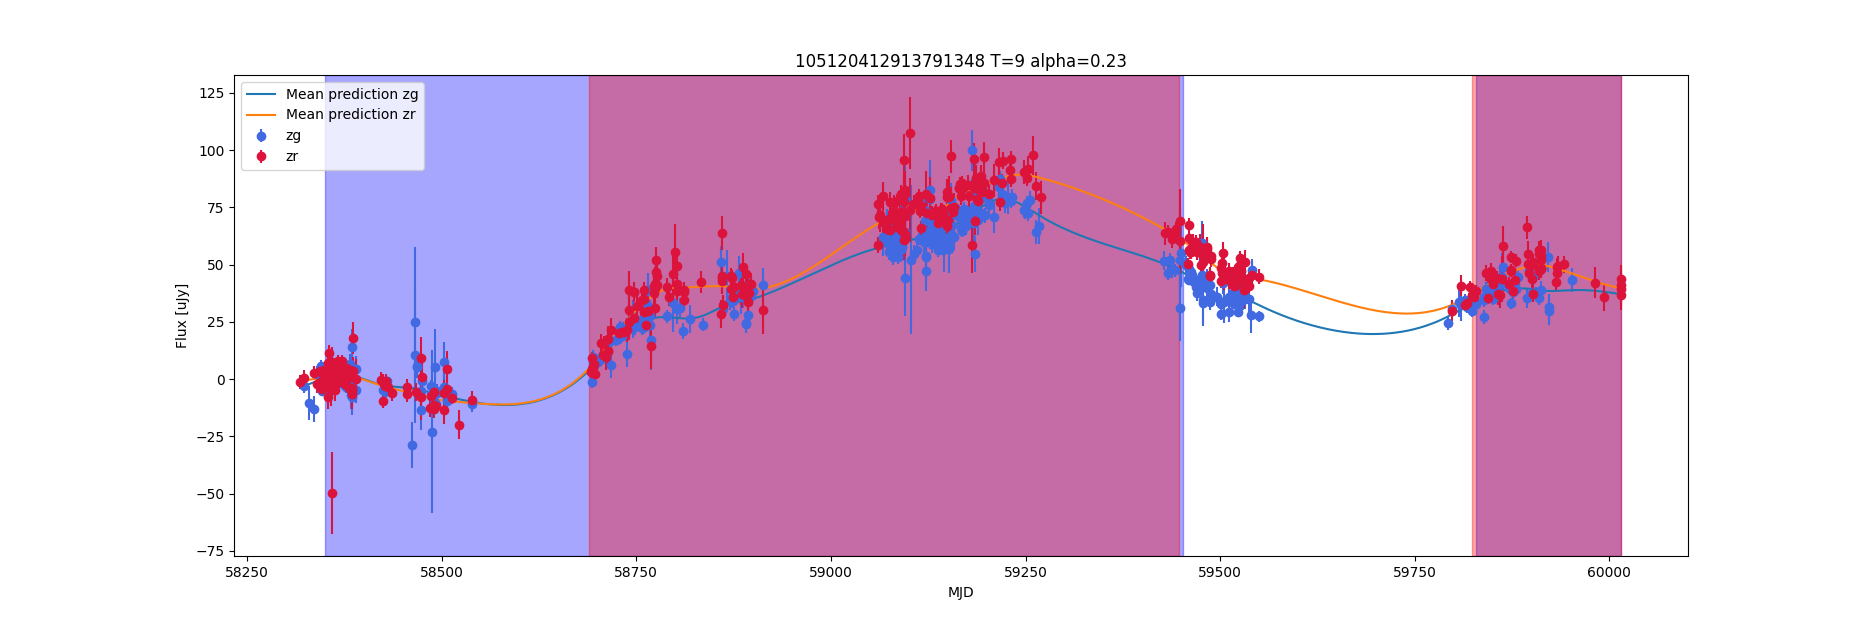 105120412913791348 T=9 alpha=0.23
Mean prediction zg
Mean prediction zr
zg
zr
125
100
75
50
25
0
−25
−50
−75
Flux [uJy]
58250
58500
58750
59000
59250
59500
59750
60000
MJD